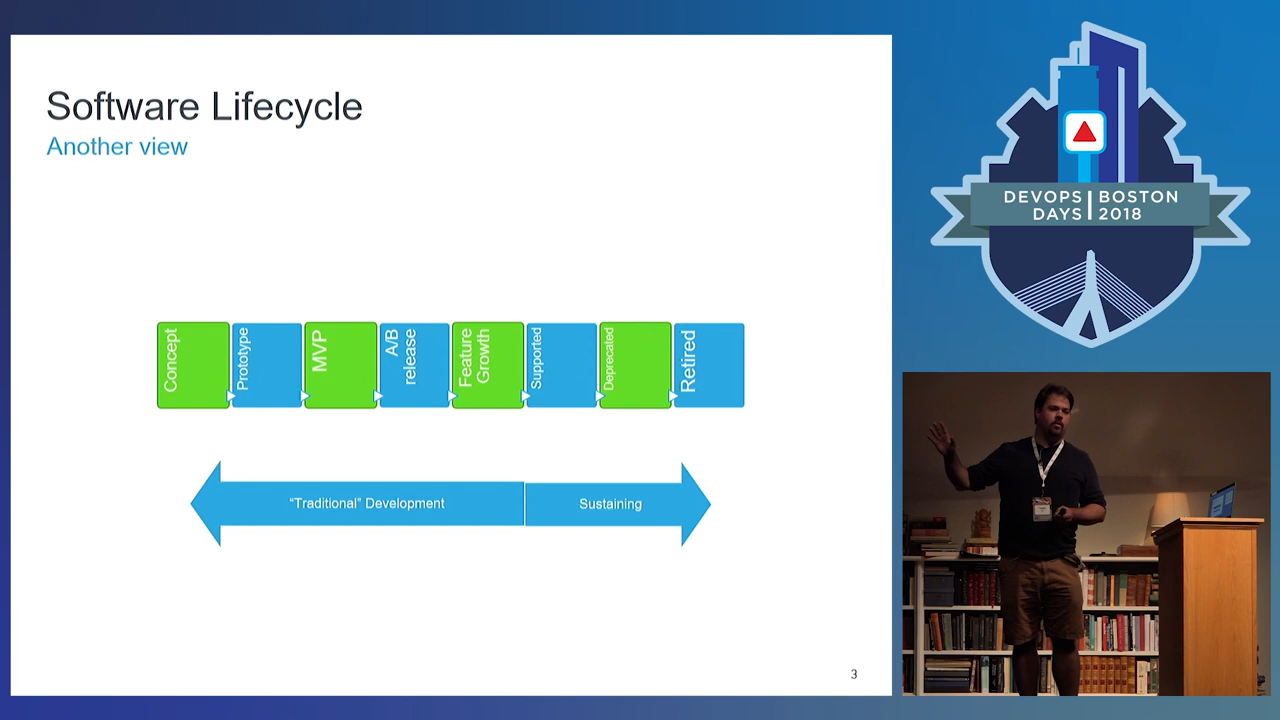 Software Lifecycle
Another view
Concept
Prototype
MVP
A/B
release
Feature
Growth
Supported
Deprecated
Retired
“Traditional” Development
Sustaining
3
DEVOPS
DAYS
BOSTON
2018